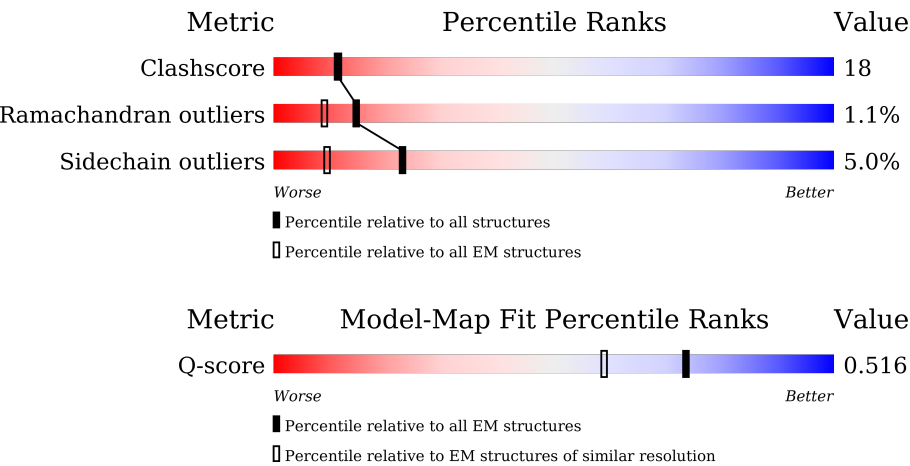 Metric Percentile Ranks Value
Clashscore 18
Ramachandran outliers 1.1%
Sidechain outliers 5.0%
Worse Better
Percentile relative to all structures
Percentile relative to all EM structures
Metric Model-Map Fit Percentile Ranks Value
Q-score 0.516
Worse Better
Percentile relative to all EM structures
Percentile relative to EM structures of similar resolution